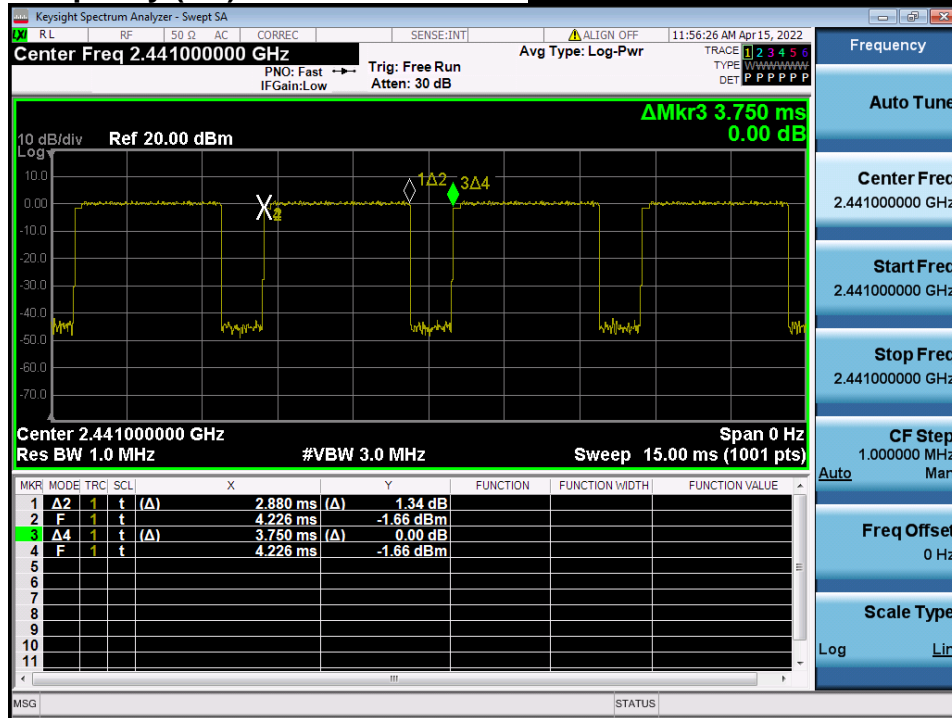 Keysight Spectrum Analyzer - Swept SA
LXI RL RF 50 Ω AC CORREC SENSE:INT ALIGN OFF 11:56:26 AM Apr 15, 2022
Center Freq 2.441000000 GHz
PNO: Fast
IFGain:Low
Trig: Free Run
Atten: 30 dB
Avg Type: Log-Pwr
TRACE 1 2 3 4 5 6
TYPE WWWWWW
DET P P P P P P
Frequency
ΔMkr3 3.750 ms
0.00 dB
10 dB/div
Log
Ref 20.00 dBm
1Δ2
3Δ4
10.0
0.00
-10.0
-20.0
-30.0
-40.0
-50.0
-60.0
-70.0
Center 2.441000000 GHz
Span 0 Hz
Res BW 1.0 MHz
#VBW 3.0 MHz
Sweep 15.00 ms (1001 pts)
MKR MODE TRC SCL X Y FUNCTION FUNCTION WIDTH FUNCTION VALUE
1 Δ2 1 t (Δ) 2.880 ms (Δ) 1.34 dB
2 F 1 t 4.226 ms -1.66 dBm
3 Δ4 1 t (Δ) 3.750 ms (Δ) 0.00 dB
4 F 1 t 4.226 ms -1.66 dBm
5
6
7
8
9
10
11
MSG
STATUS
Auto Tune
Center Freq
2.441000000 GHz
Start Freq
2.441000000 GHz
Stop Freq
2.441000000 GHz
CF Step
1.000000 MHz
Auto Man
Freq Offset
0 Hz
Scale Type
Log Lin